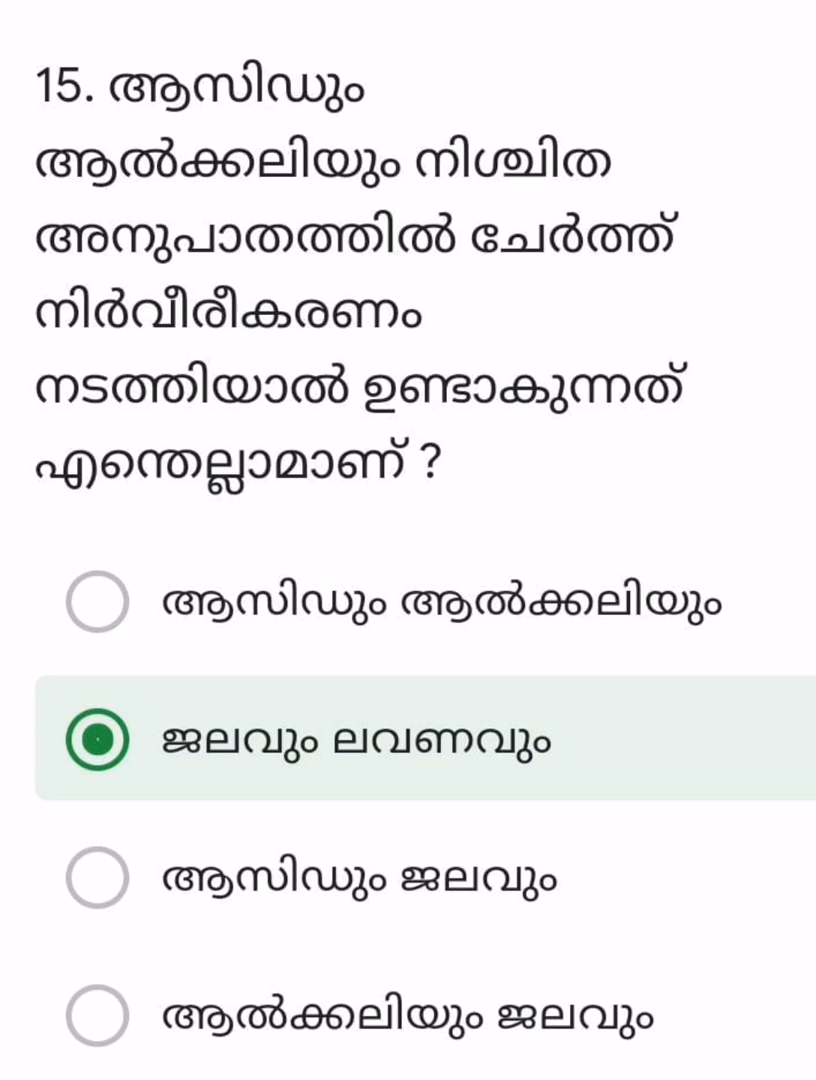 15. ആസിഡും
ആൽക്കലിയും നിശ്ചിത
അനുപാതത്തിൽ ചേർത്ത്
നിർവീരീകരണം
നടത്തിയാൽ ഉണ്ടാകുന്നത്
എന്തെല്ലാമാണ് ?
ആസിഡും ആൽക്കലിയും
ജലവും ലവണവും
ആസിഡും ജലവും
ആൽക്കലിയും ജലവും